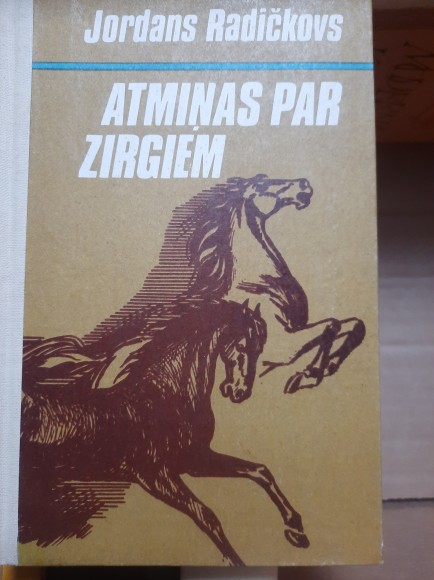 Jordans Radičkovs
ATMIŅAS PAR
ZIRGIEM